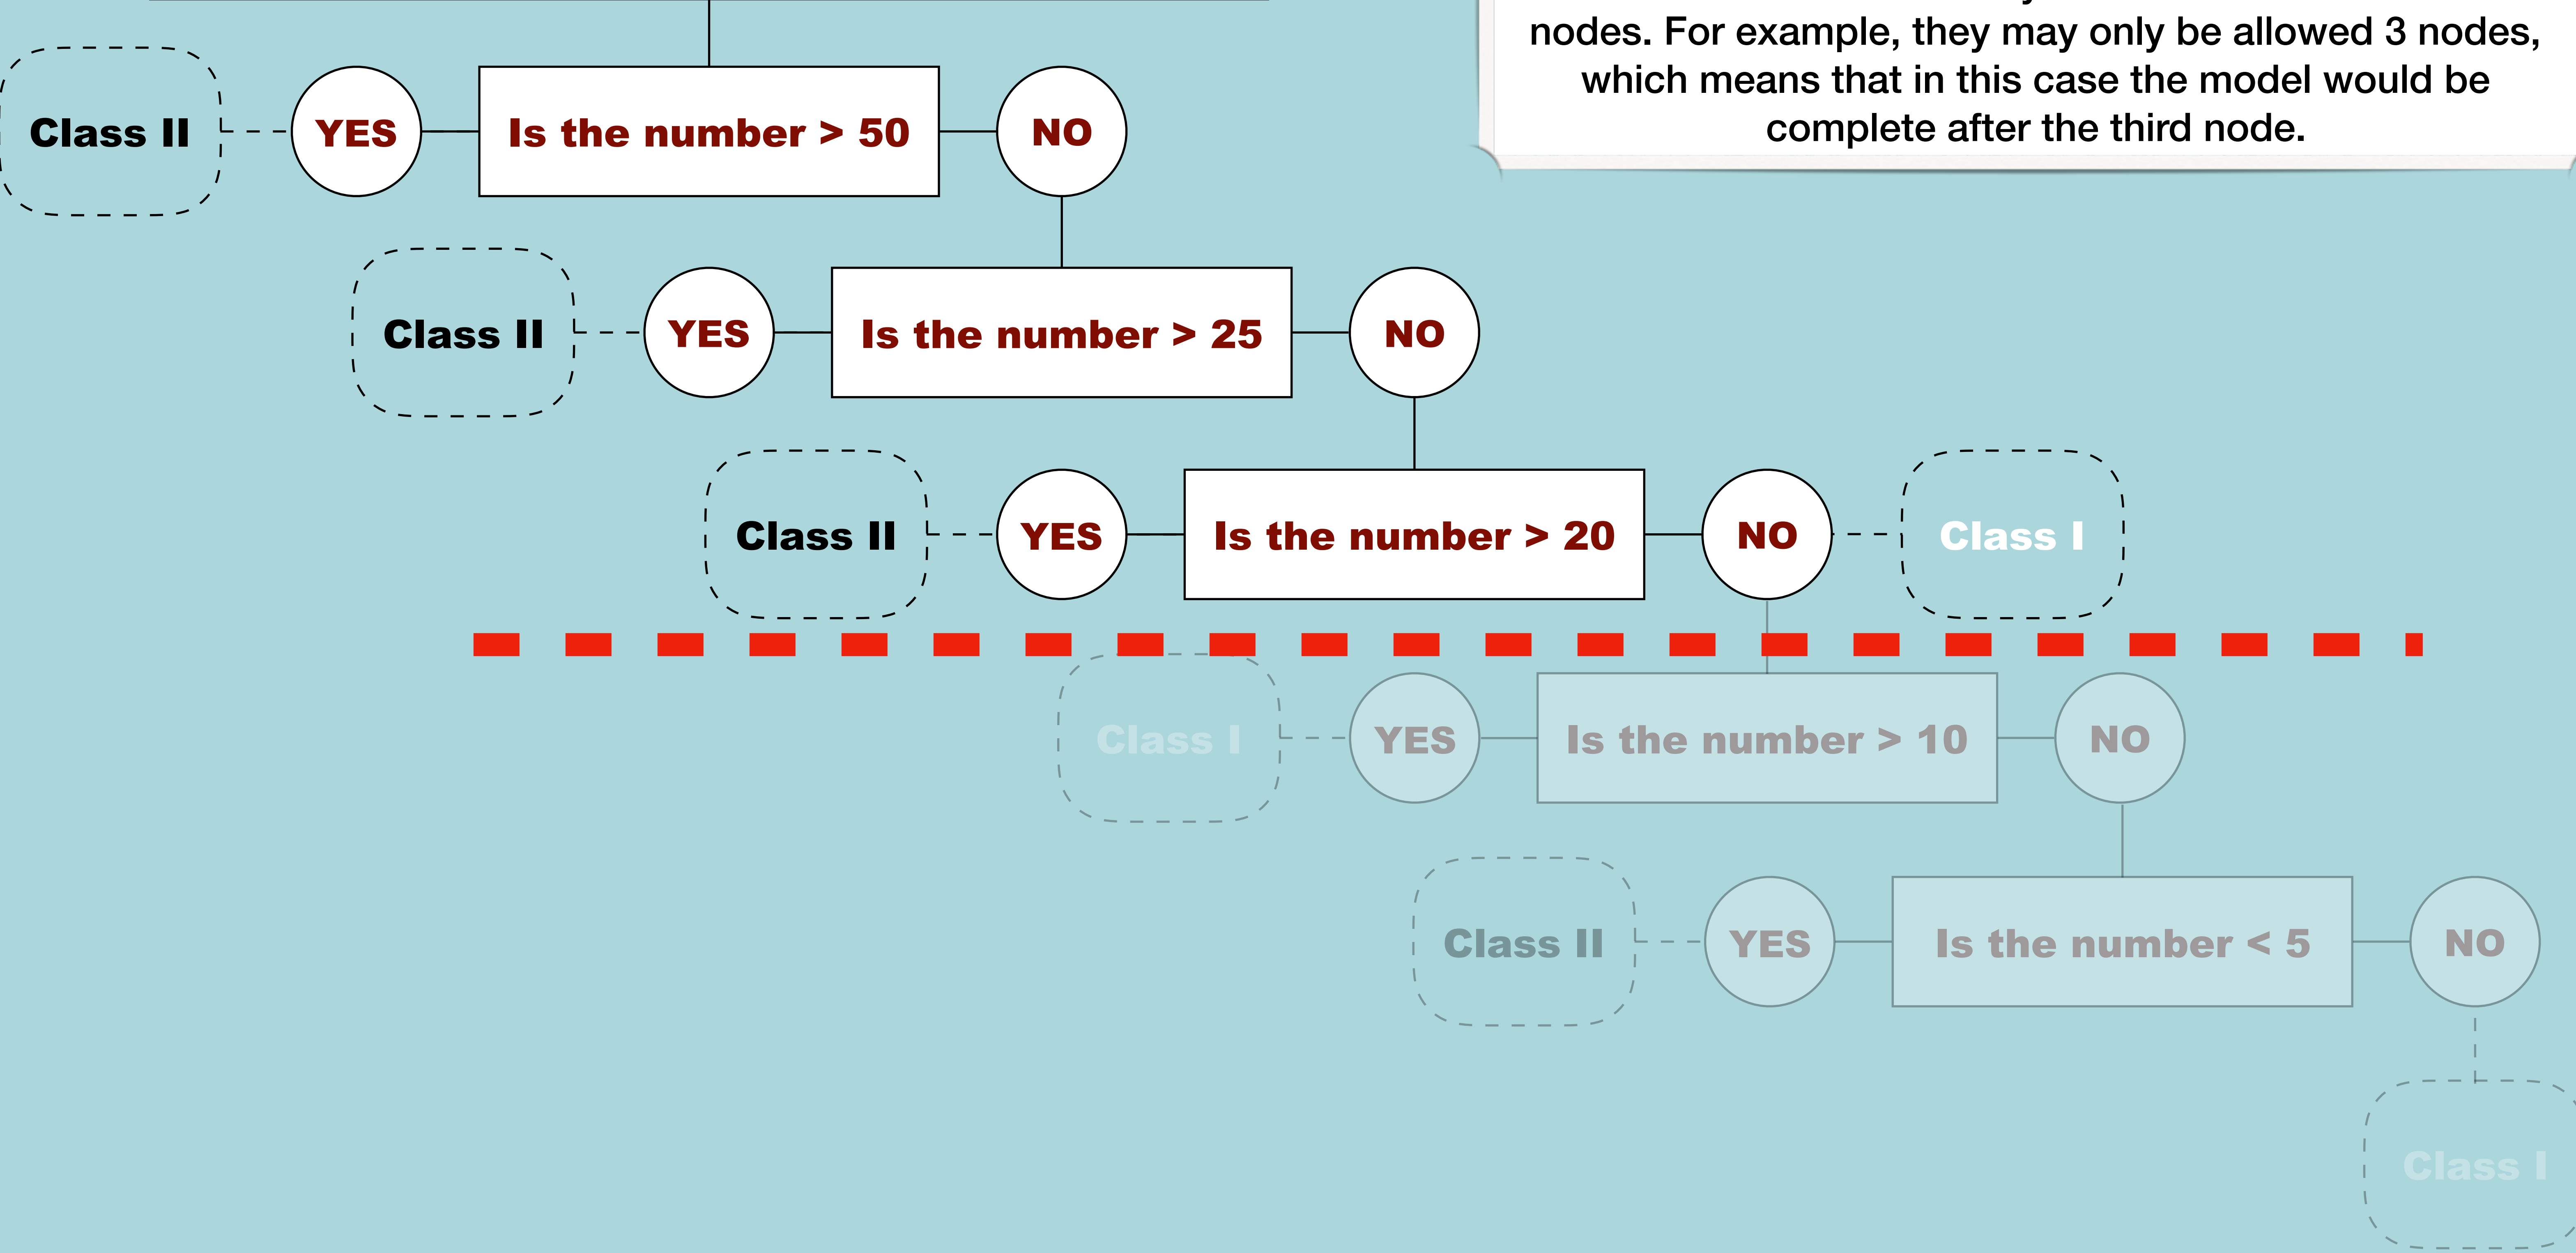 nodes. For example, they may only be allowed 3 nodes,
which means that in this case the model would be
complete after the third node.
Class II YES Is the number > 50 NO
Class II YES Is the number > 25 NO
Class II YES Is the number > 20 NO Class I
Class I YES Is the number > 10 NO
Class II YES Is the number < 5 NO
Class I